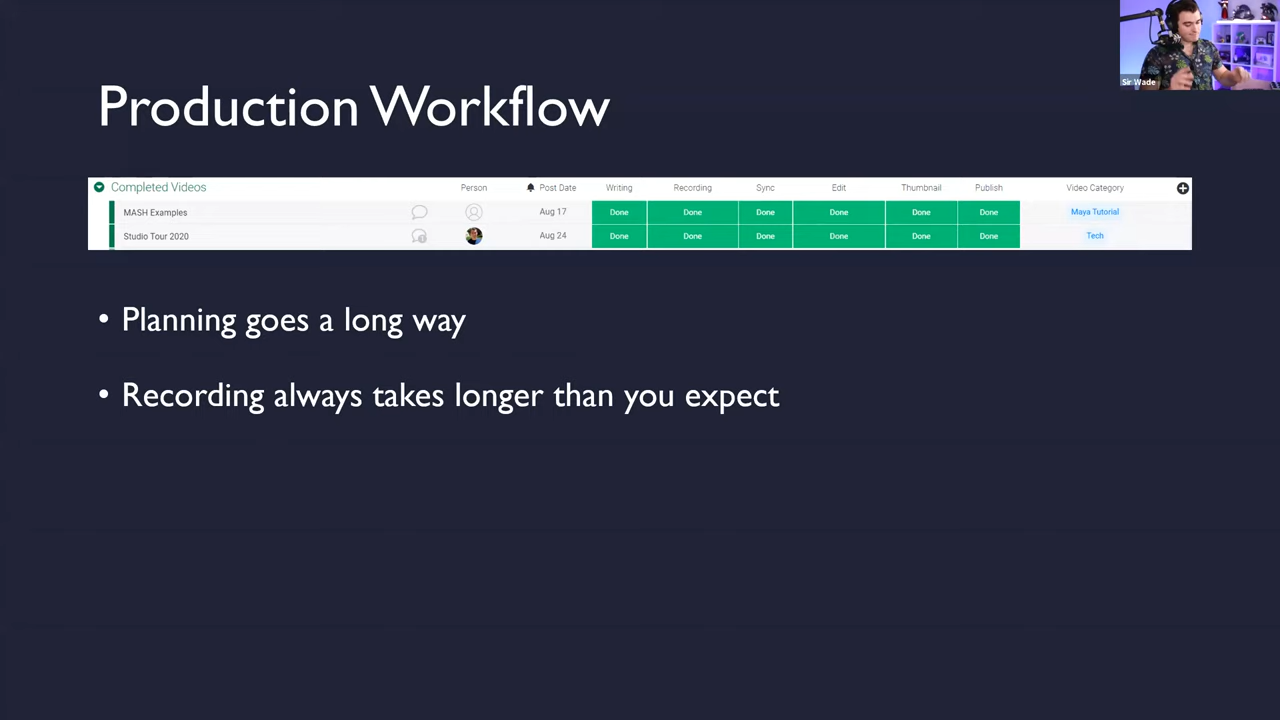 Sir Wade
Production Workflow
Completed Videos Person Post Date Writing Recording Sync Edit Thumbnail Publish Video Category
MASH Examples Aug 17 Done Done Done Done Done Done Maya Tutorial
Studio Tour 2020 Aug 24 Done Done Done Done Done Done Tech
• Planning goes a long way
• Recording always takes longer than you expect